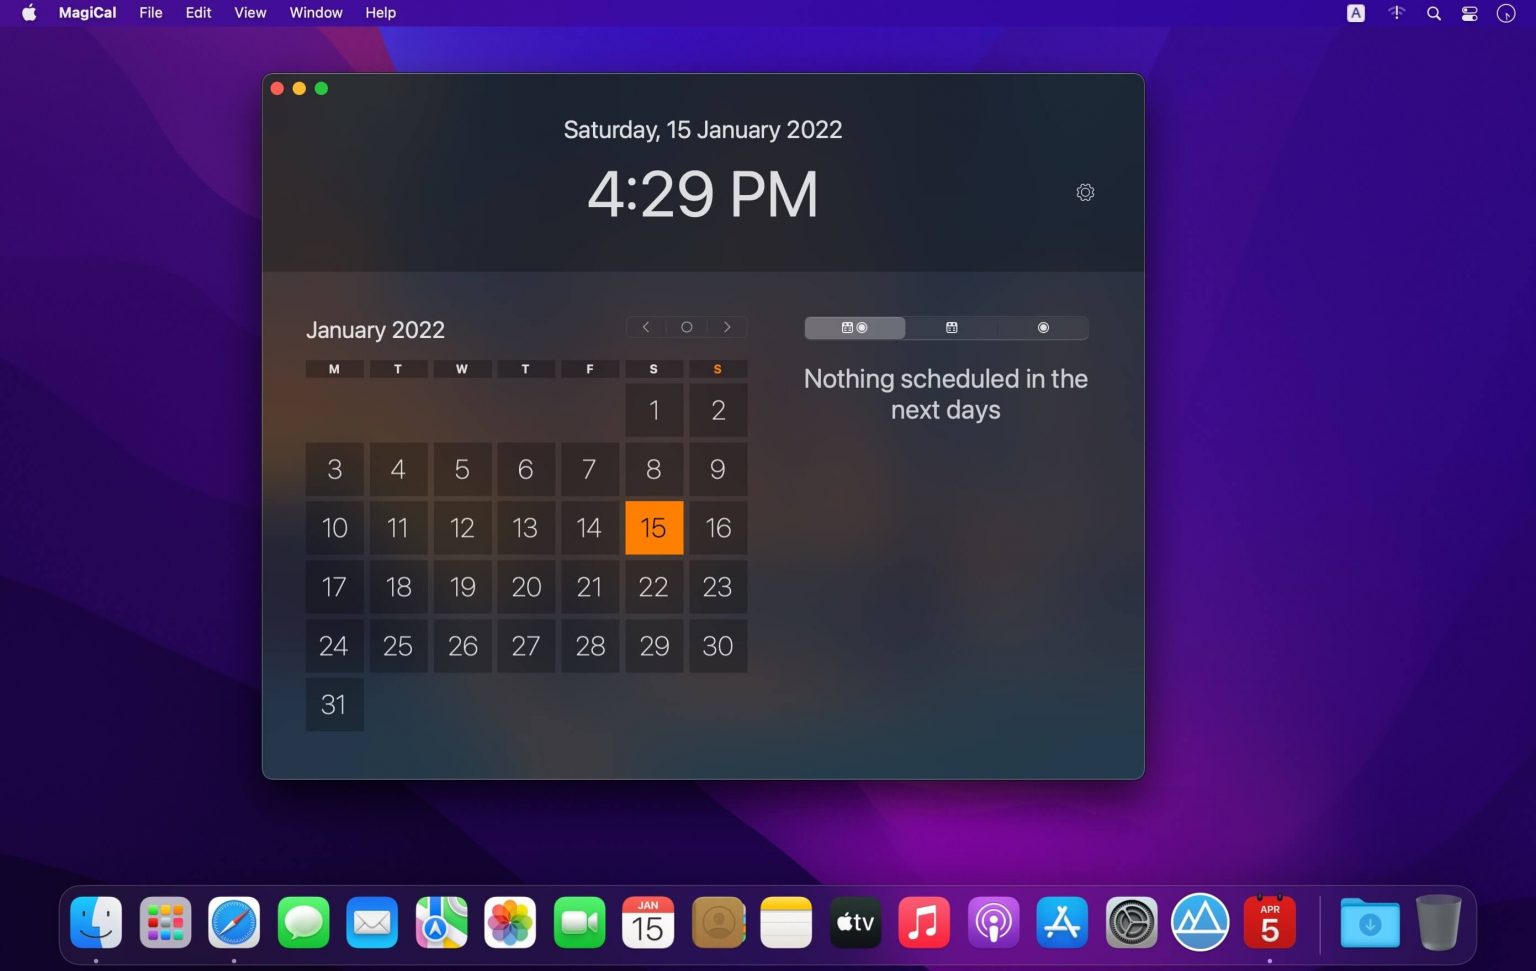 MagiCal File Edit View Window Help A
Saturday, 15 January 2022
4:29 PM
January 2022
M T W T F S S
1 2
3 4 5 6 7 8 9
10 11 12 13 14 15 16
17 18 19 20 21 22 23
24 25 26 27 28 29 30
31
Nothing scheduled in the
next days
JAN
15
tv
APR
5